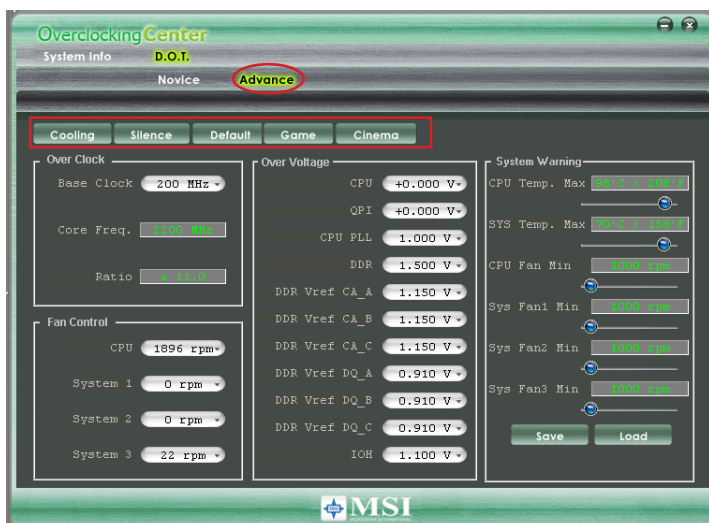 Overclocking Center
System Info D.O.T.
Novice Advance
Cooling Silence Default Game Cinema
Over Clock
Base Clock 200 MHz
Core Freq. 2200 MHz
Ratio x 11.0
Fan Control
CPU 1896 rpm
System 1 0 rpm
System 2 0 rpm
System 3 22 rpm
Over Voltage
CPU +0.000 V
QPI +0.000 V
CPU PLL 1.000 V
DDR 1.500 V
DDR Vref CA_A 1.150 V
DDR Vref CA_B 1.150 V
DDR Vref CA_C 1.150 V
DDR Vref DQ_A 0.910 V
DDR Vref DQ_B 0.910 V
DDR Vref DQ_C 0.910 V
IOH 1.100 V
System Warning
CPU Temp. Max 98°C / 208°F
SYS Temp. Max 70°C / 158°F
CPU Fan Min 1000 rpm
Sys Fan1 Min 1000 rpm
Sys Fan2 Min 1000 rpm
Sys Fan3 Min 1000 rpm
Save Load
MSI